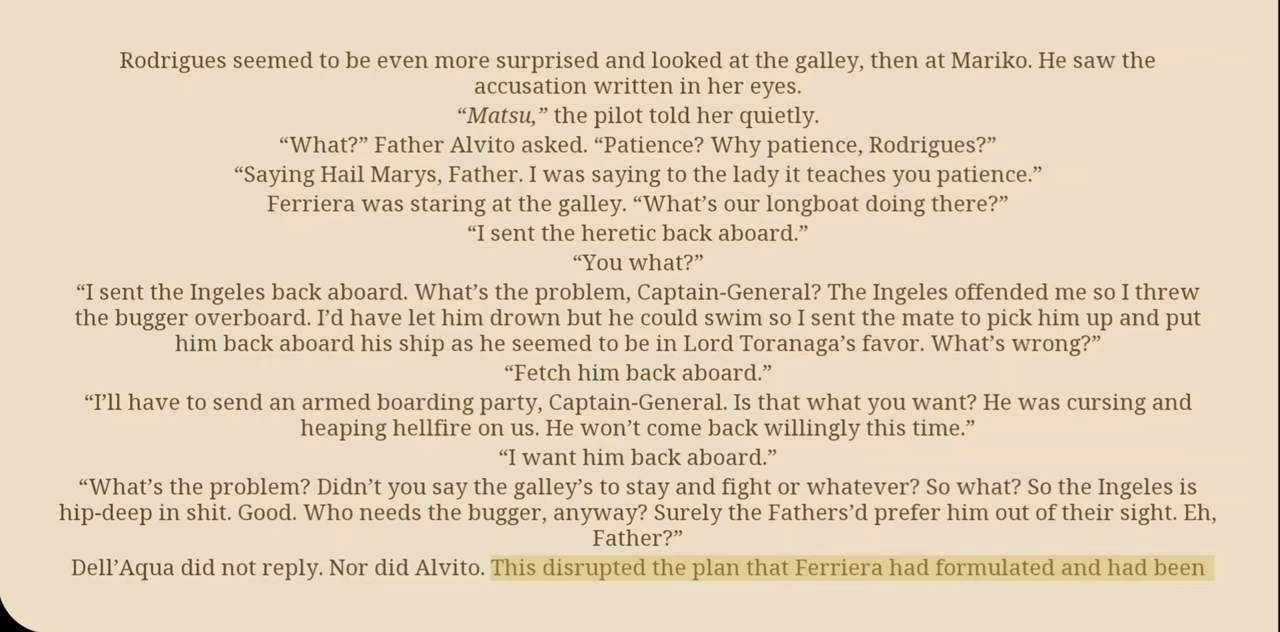 Rodrigues seemed to be even more surprised and looked at the galley, then at Mariko. He saw the
accusation written in her eyes.
“Matsu,” the pilot told her quietly.
“What?” Father Alvito asked. “Patience? Why patience, Rodrigues?”
“Saying Hail Marys, Father. I was saying to the lady it teaches you patience.”
Ferriera was staring at the galley. “What’s our longboat doing there?”
“I sent the heretic back aboard.”
“You what?”
“I sent the Ingeles back aboard. What’s the problem, Captain-General? The Ingeles offended me so I threw
the bugger overboard. I’d have let him drown but he could swim so I sent the mate to pick him up and put
him back aboard his ship as he seemed to be in Lord Toranaga’s favor. What’s wrong?”
“Fetch him back aboard.”
“I’ll have to send an armed boarding party, Captain-General. Is that what you want? He was cursing and
heaping hellfire on us. He won’t come back willingly this time.”
“I want him back aboard.”
“What’s the problem? Didn’t you say the galley’s to stay and fight or whatever? So what? So the Ingeles is
hip-deep in shit. Good. Who needs the bugger, anyway? Surely the Fathers’d prefer him out of their sight. Eh,
Father?”
Dell’Aqua did not reply. Nor did Alvito. This disrupted the plan that Ferriera had formulated and had been